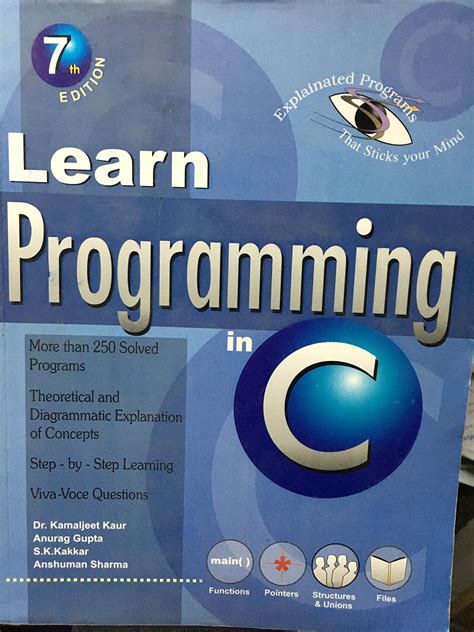 7th
EDITION
Explainated Programs
That Sticks your Mind
Learn
Programming
in
C
More than 250 Solved
Programs
Theoretical and
Diagrammatic Explanation
of Concepts
Step - by - Step Learning
Viva-Voce Questions
Dr. Kamaljeet Kaur
Anurag Gupta
S.K.Kakkar
Anshuman Sharma
main( )
*
Functions
Pointers
Structures
& Unions
Files